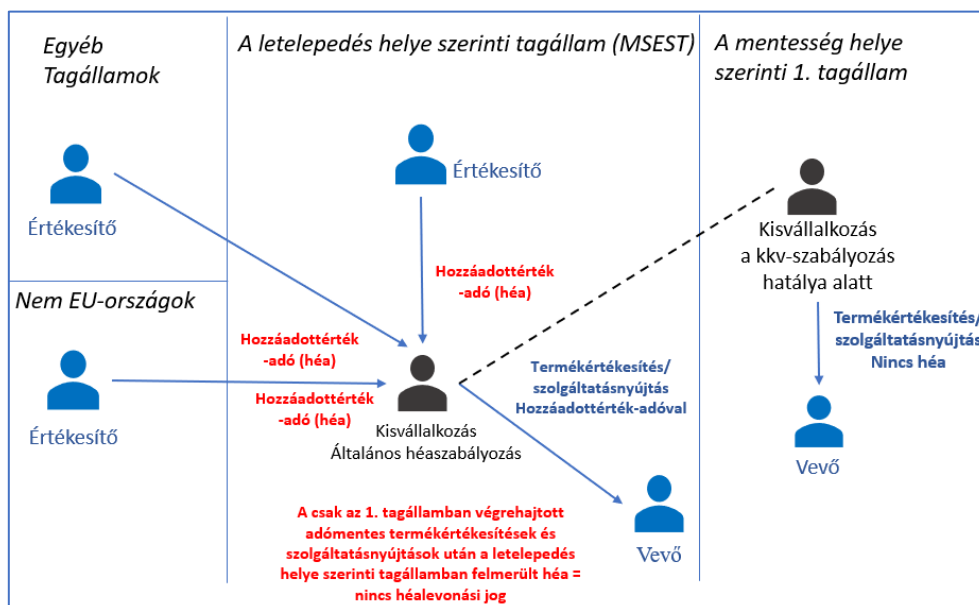 Egyéb
Tagállamok
Értékesítő
Nem EU-országok
Értékesítő
A letelepedés helye szerinti tagállam (MSEST)
Értékesítő
Hozzáadottérték
-adó (héa)
Hozzáadottérték
-adó (héa)
Hozzáadottérték
-adó (héa)
Kisvállalkozás
Általános héaszabályozás
Termékértékesítés/
szolgáltatásnyújtás
Hozzáadottérték-adóval
Vevő
A csak az 1. tagállamban végrehajtott
adómentes termékértékesítések és
szolgáltatásnyújtások után a letelepedés
helye szerinti tagállamban felmerült héa =
nincs héalevonási jog
A mentesség helye
szerinti 1. tagállam
Kisvállalkozás
a kkv-szabályozás
hatálya alatt
Termékértékesítés/
szolgáltatásnyújtás
Nincs héa
Vevő